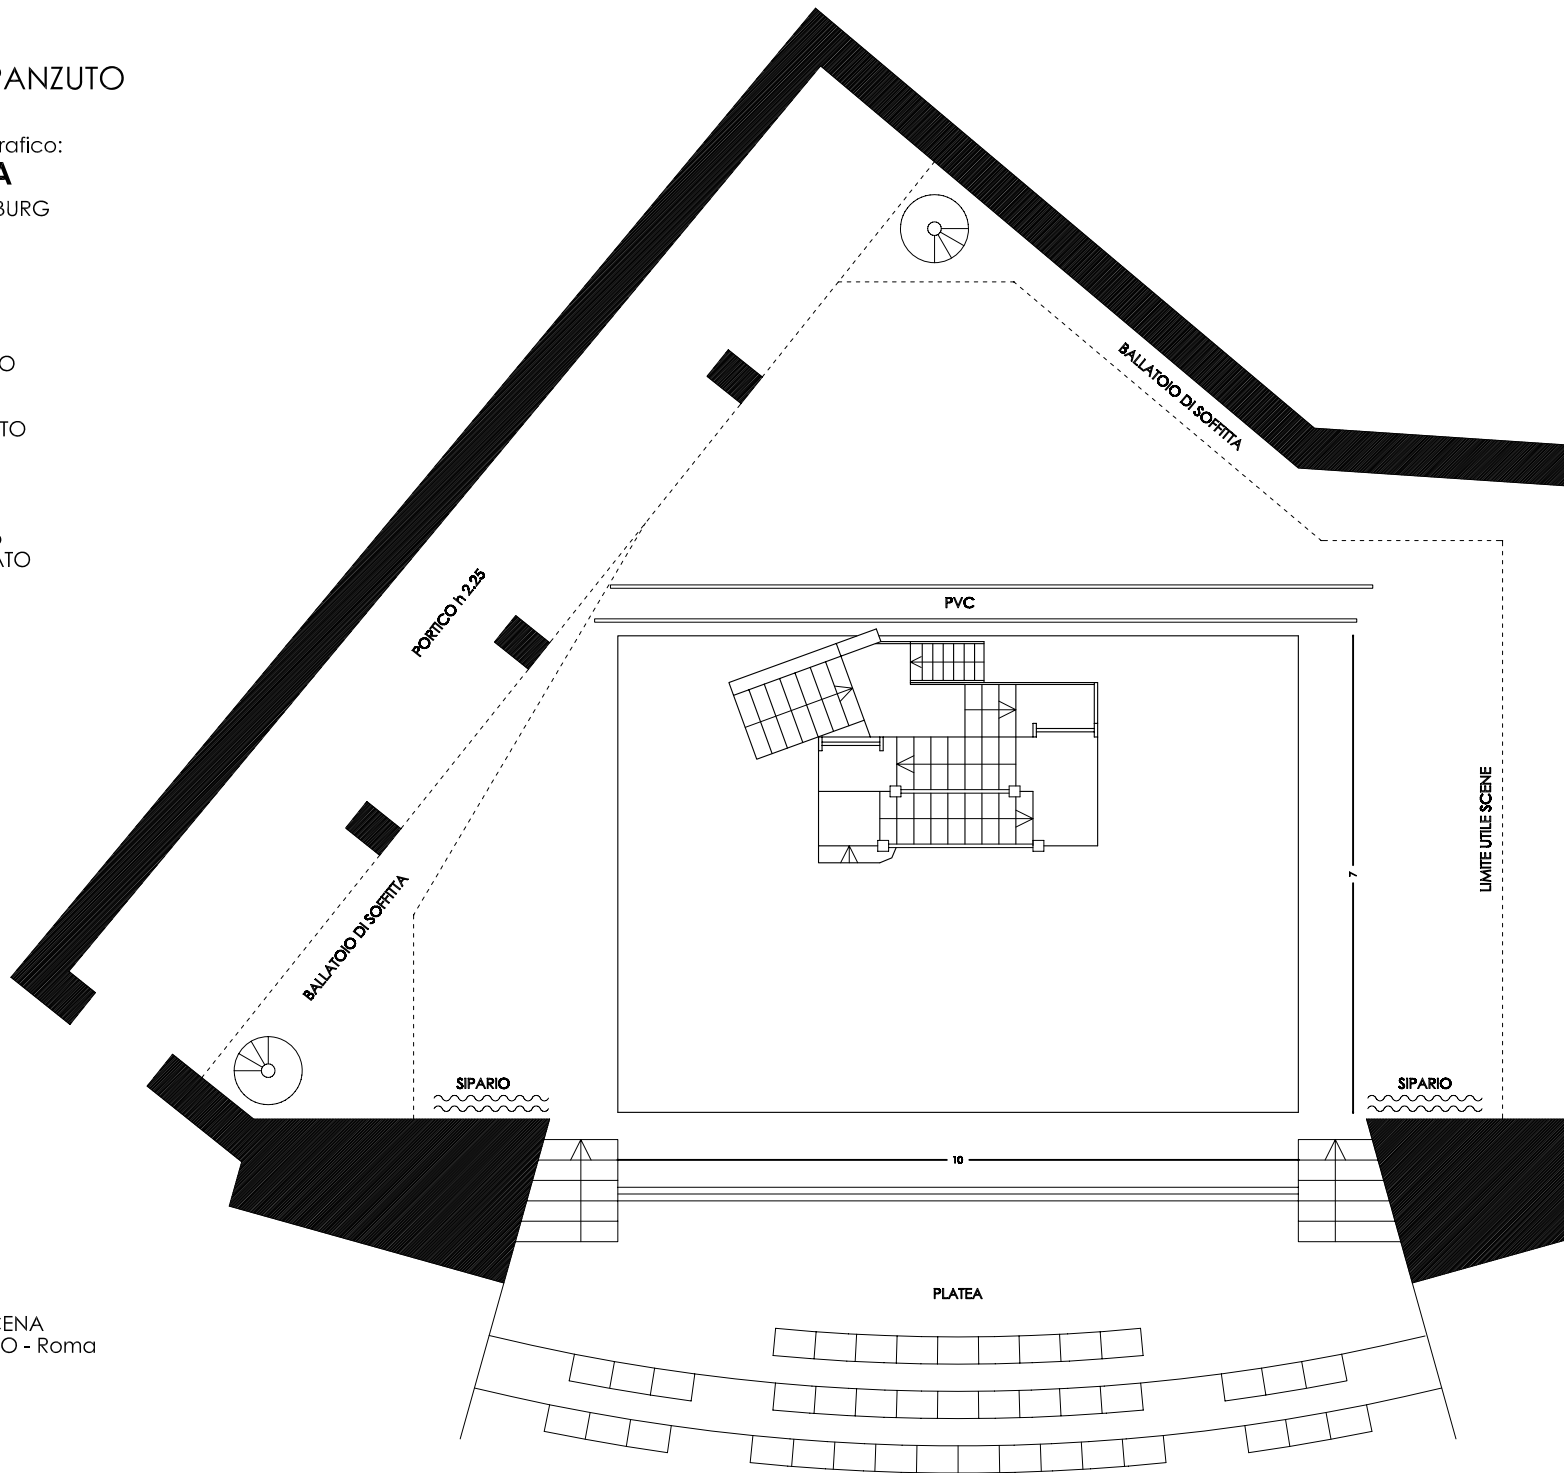 PANZUTO
rafico:
A
BURG
O
TO
ATO
BALLATOIO DI SOFFITTA
PORTICO h 2.25
PVC
LIMITE UTILE SCENE
7
BALLATOIO DI SOFFITTA
SIPARIO
SIPARIO
10
PLATEA
CENA
O - Roma